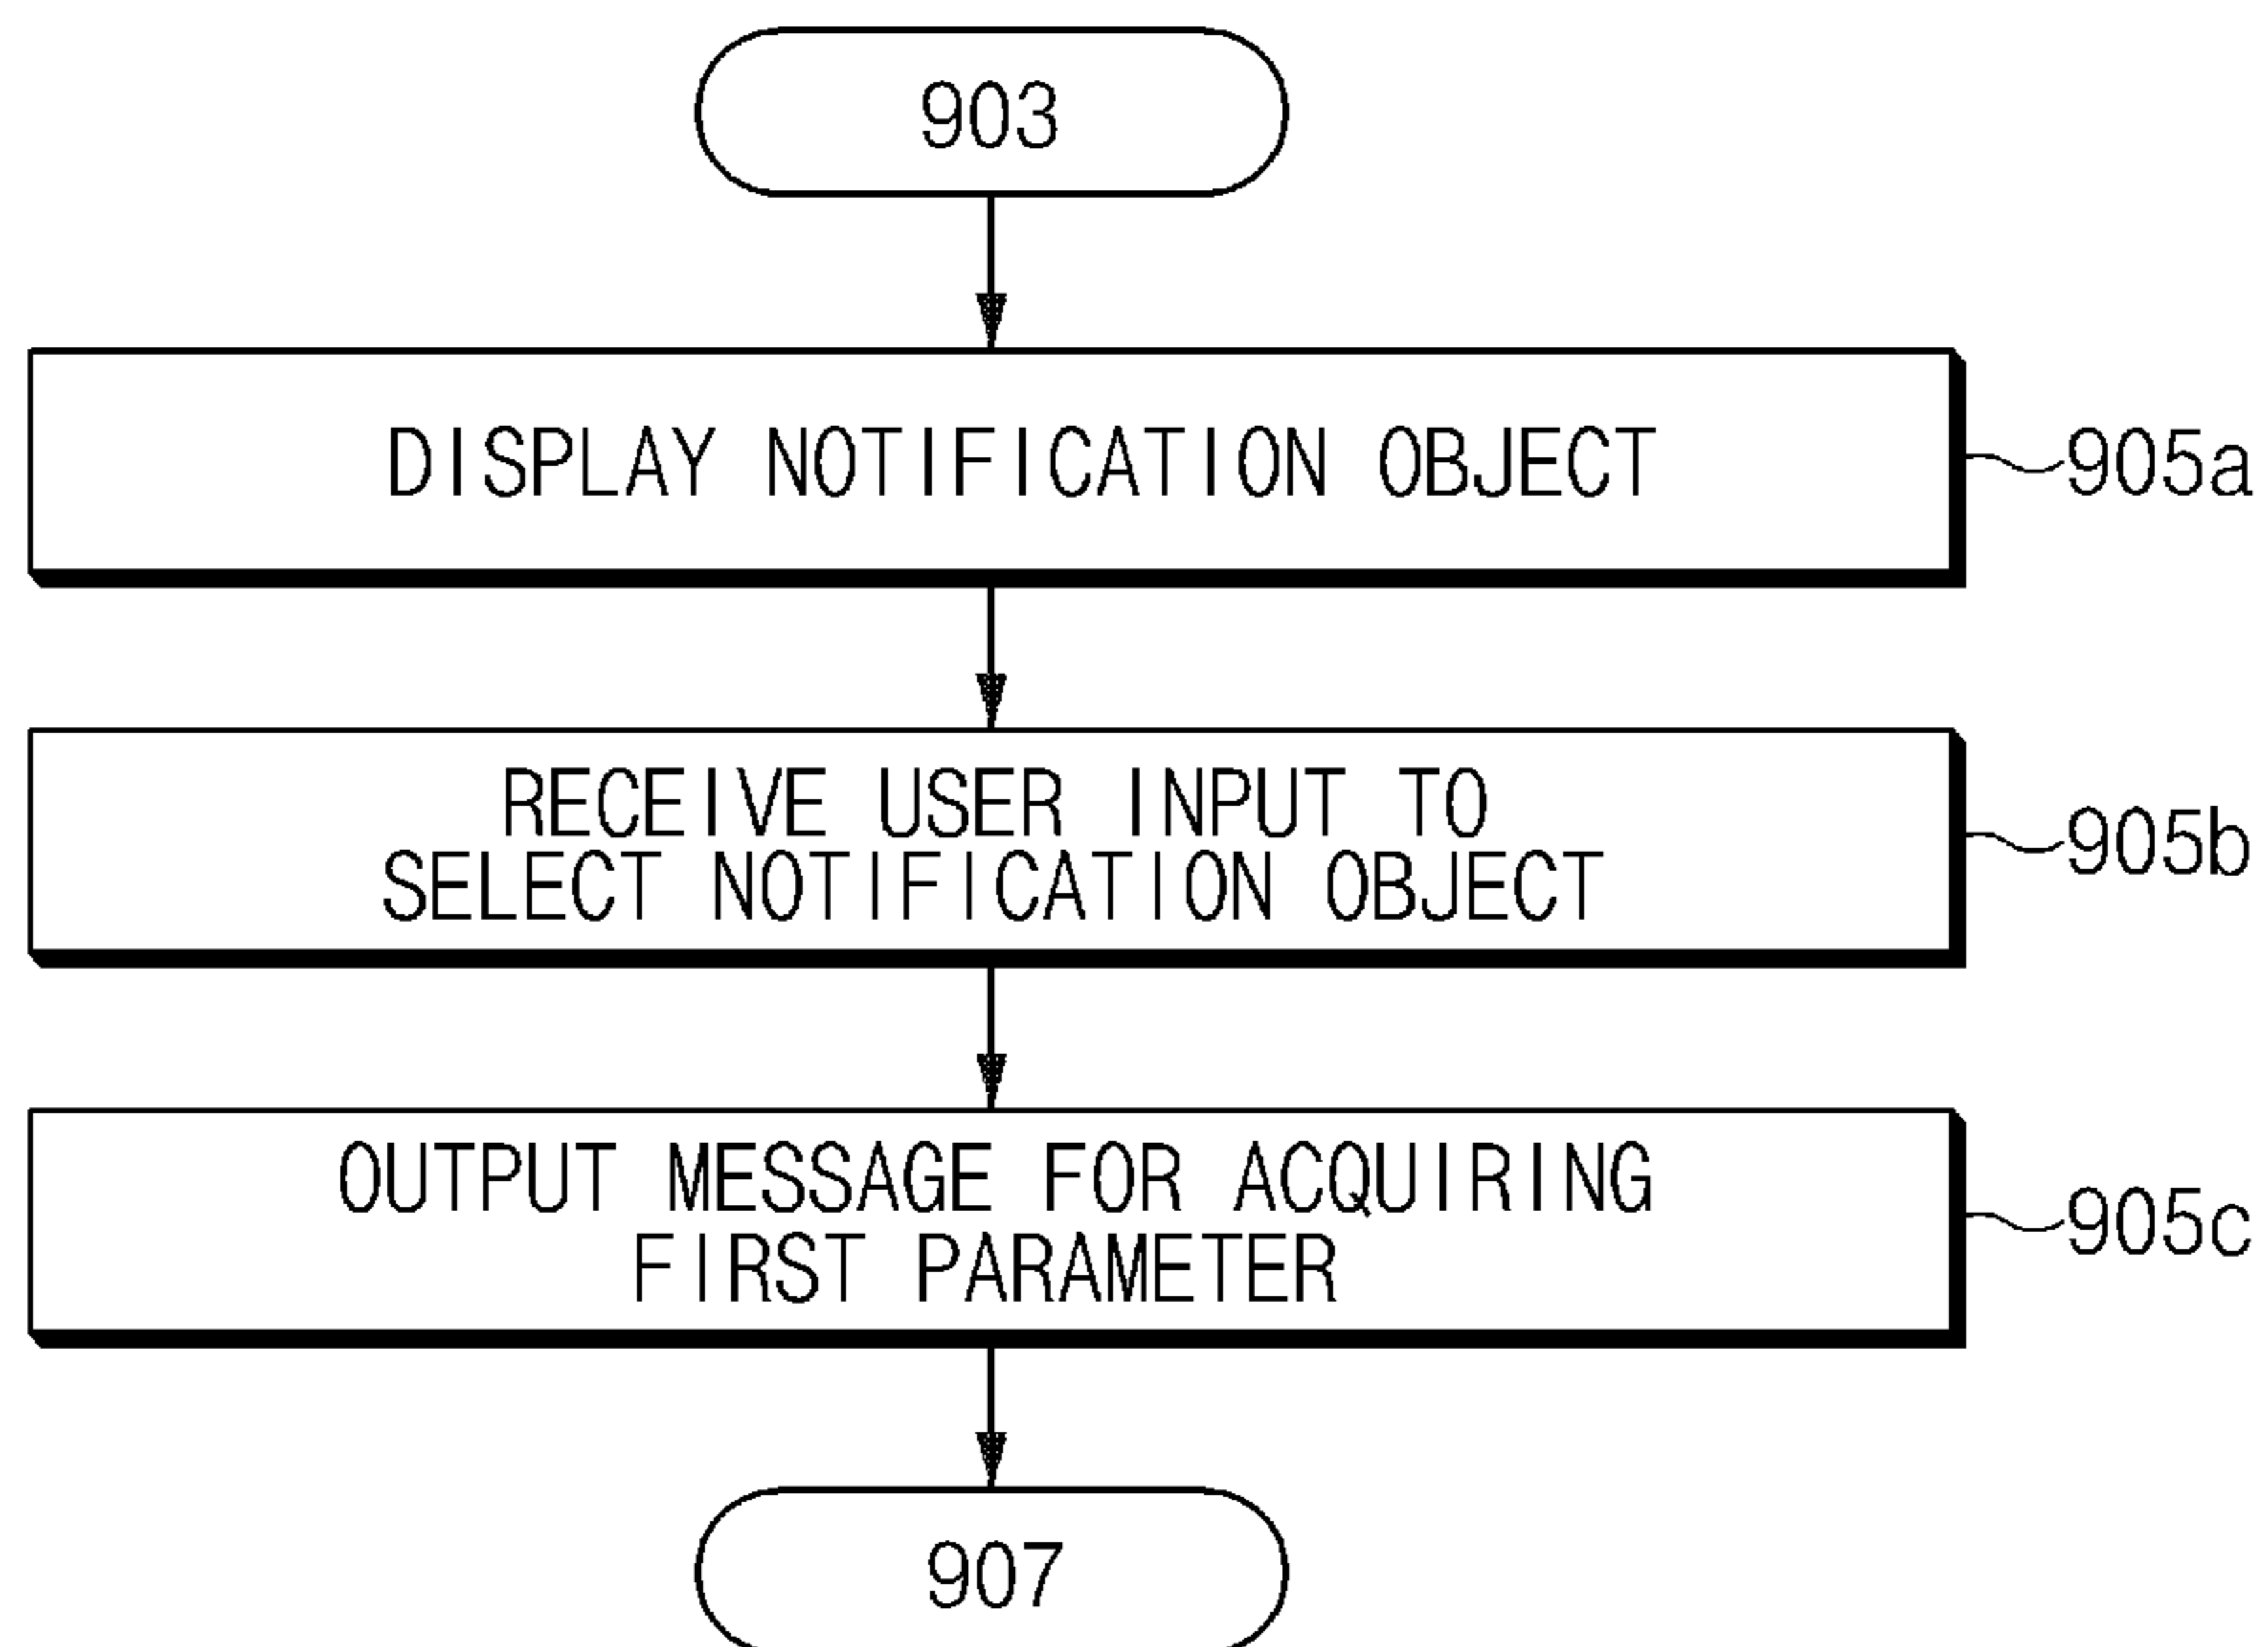 903
DISPLAY NOTIFICATION OBJECT
905a
RECEIVE USER INPUT TO
SELECT NOTIFICATION OBJECT
905b
OUTPUT MESSAGE FOR ACQUIRING
FIRST PARAMETER
905c
907